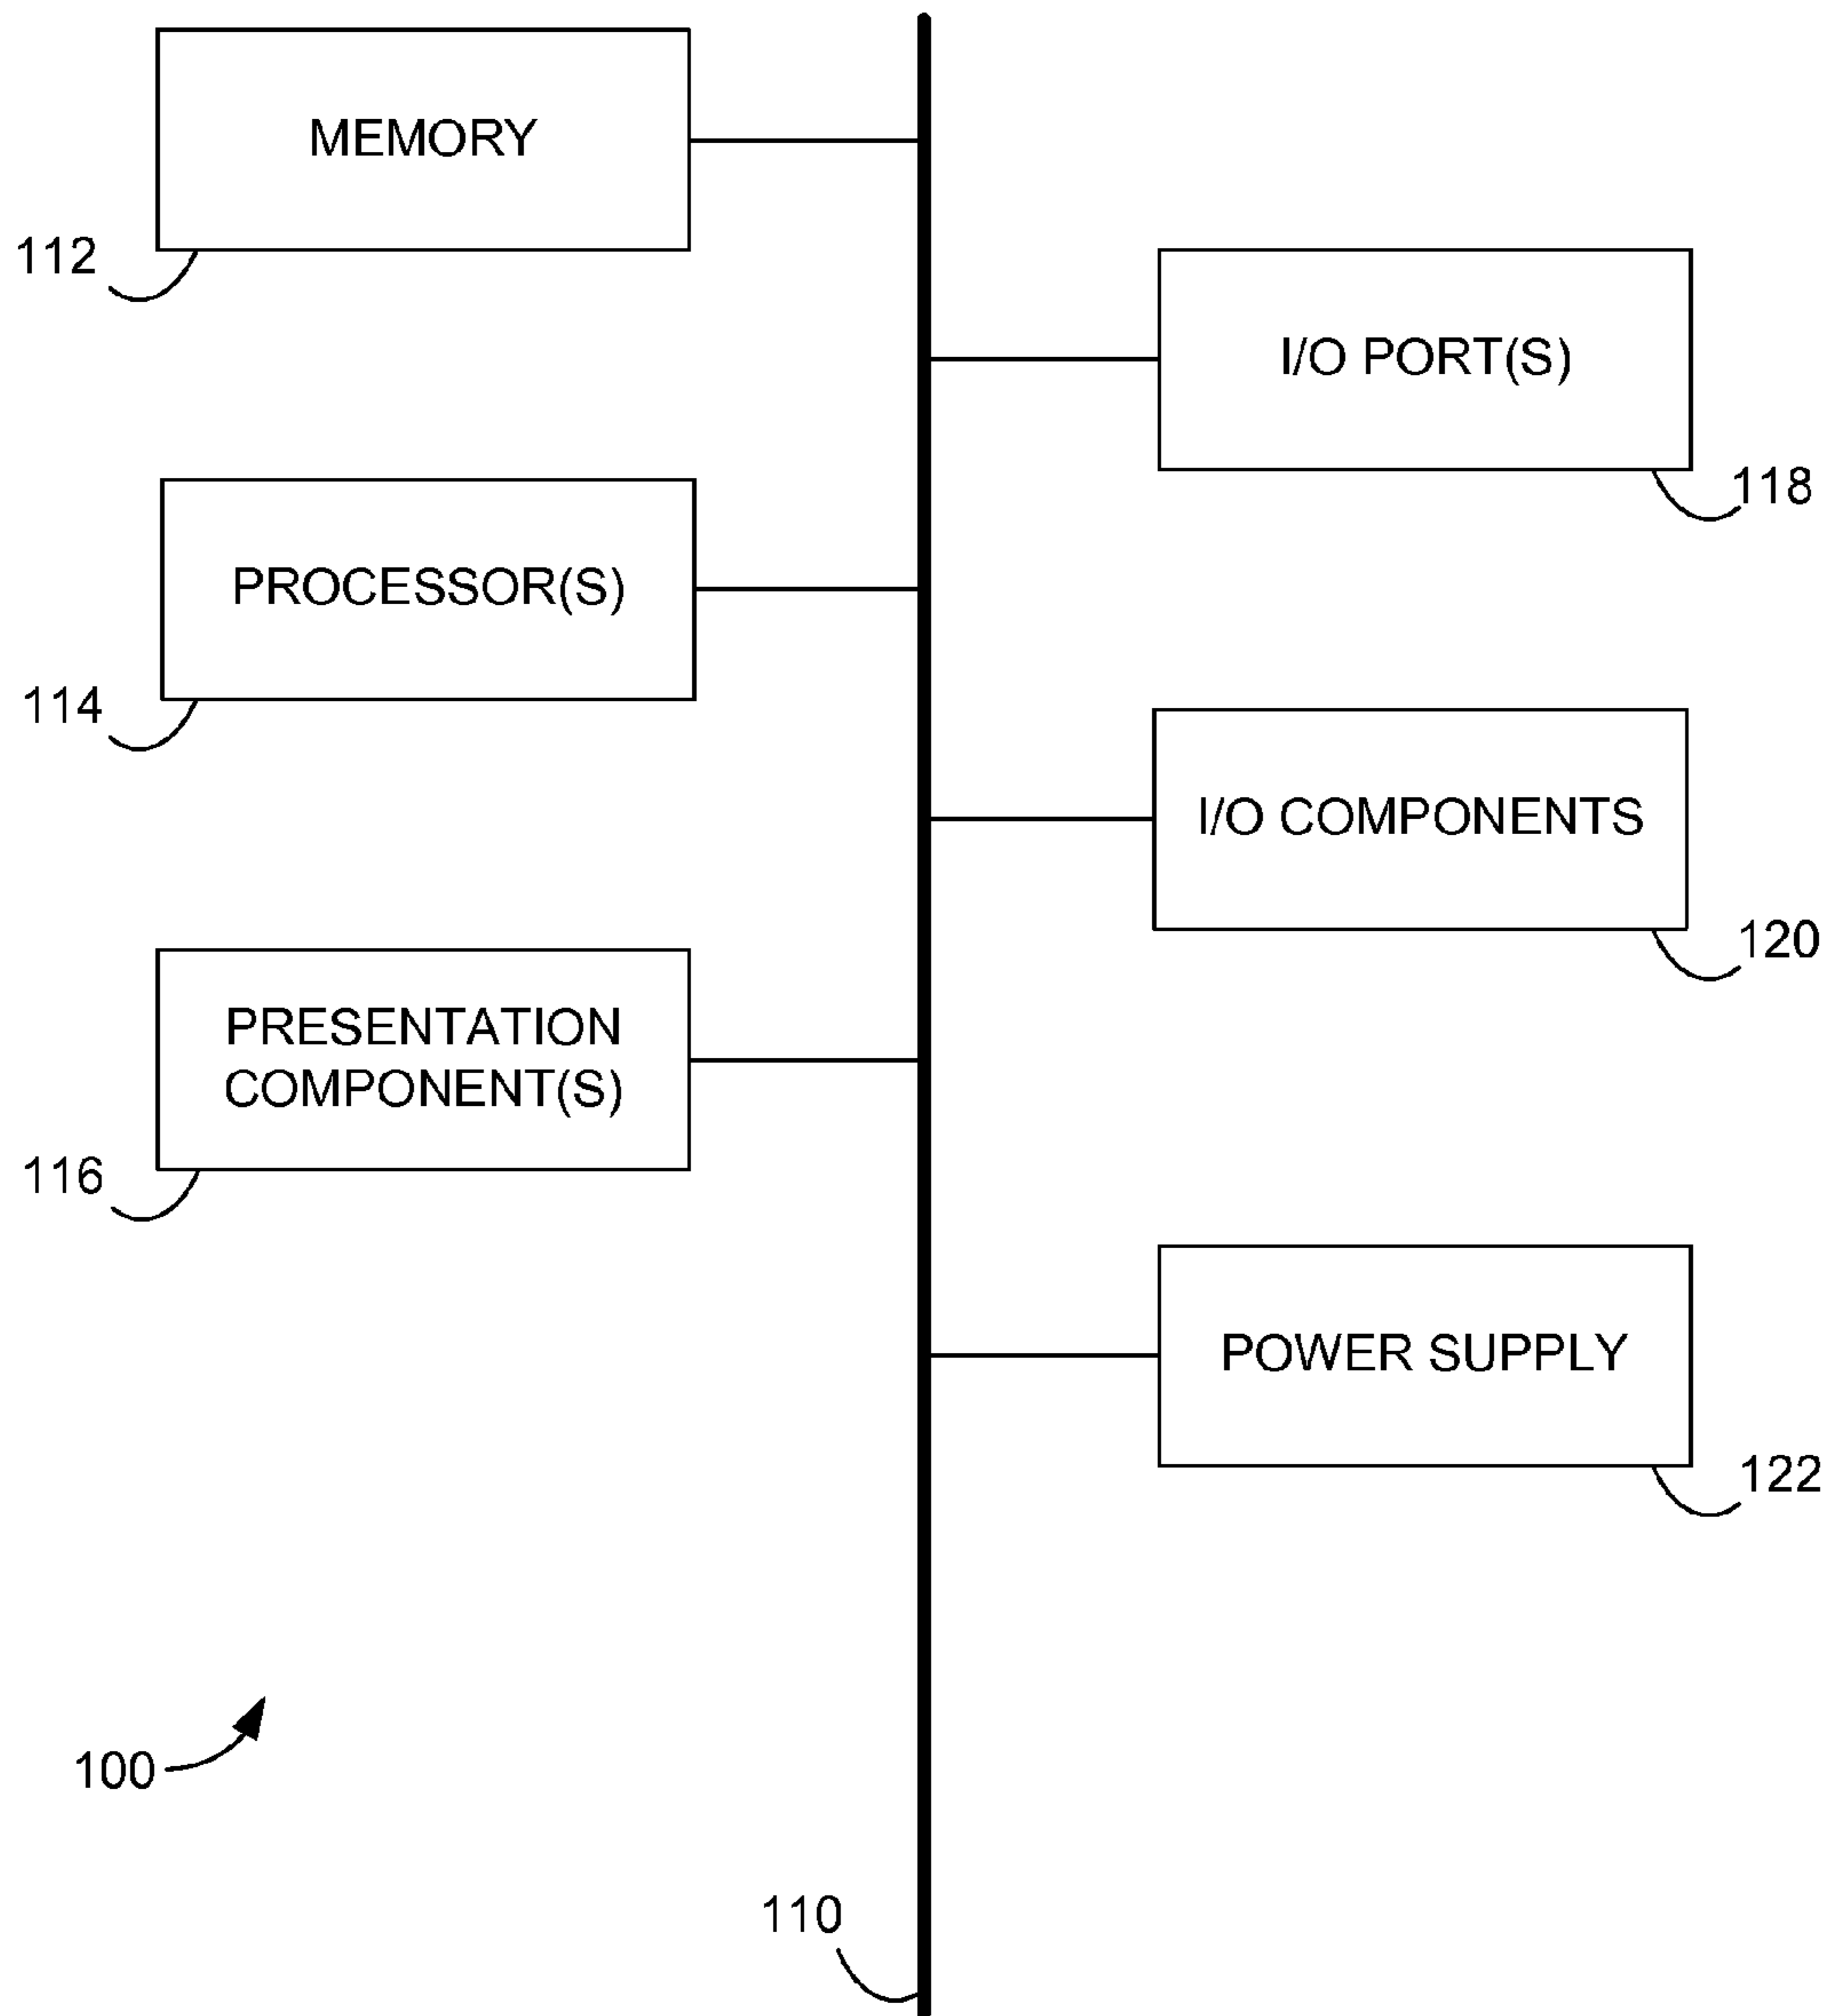 MEMORY
112
I/O PORT(S)
118
PROCESSOR(S)
114
I/O COMPONENTS
120
PRESENTATION
COMPONENT(S)
116
POWER SUPPLY
122
100
110